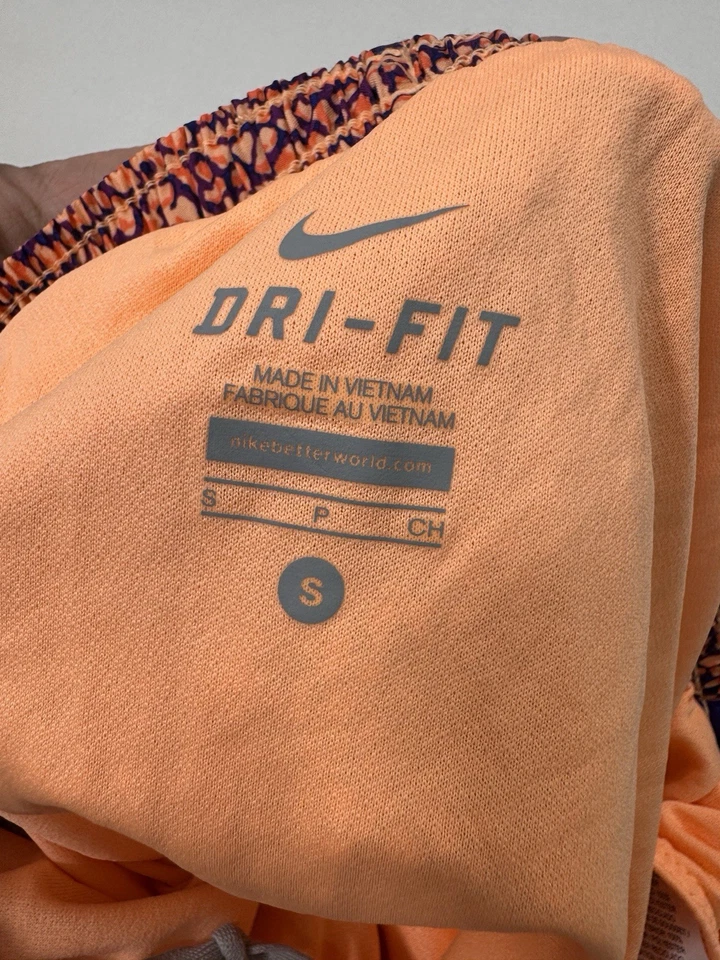 DRI-FIT
MADE IN VIETNAM
FABRIQUE AU VIETNAM
nikebetterworld.com
S P CH
S